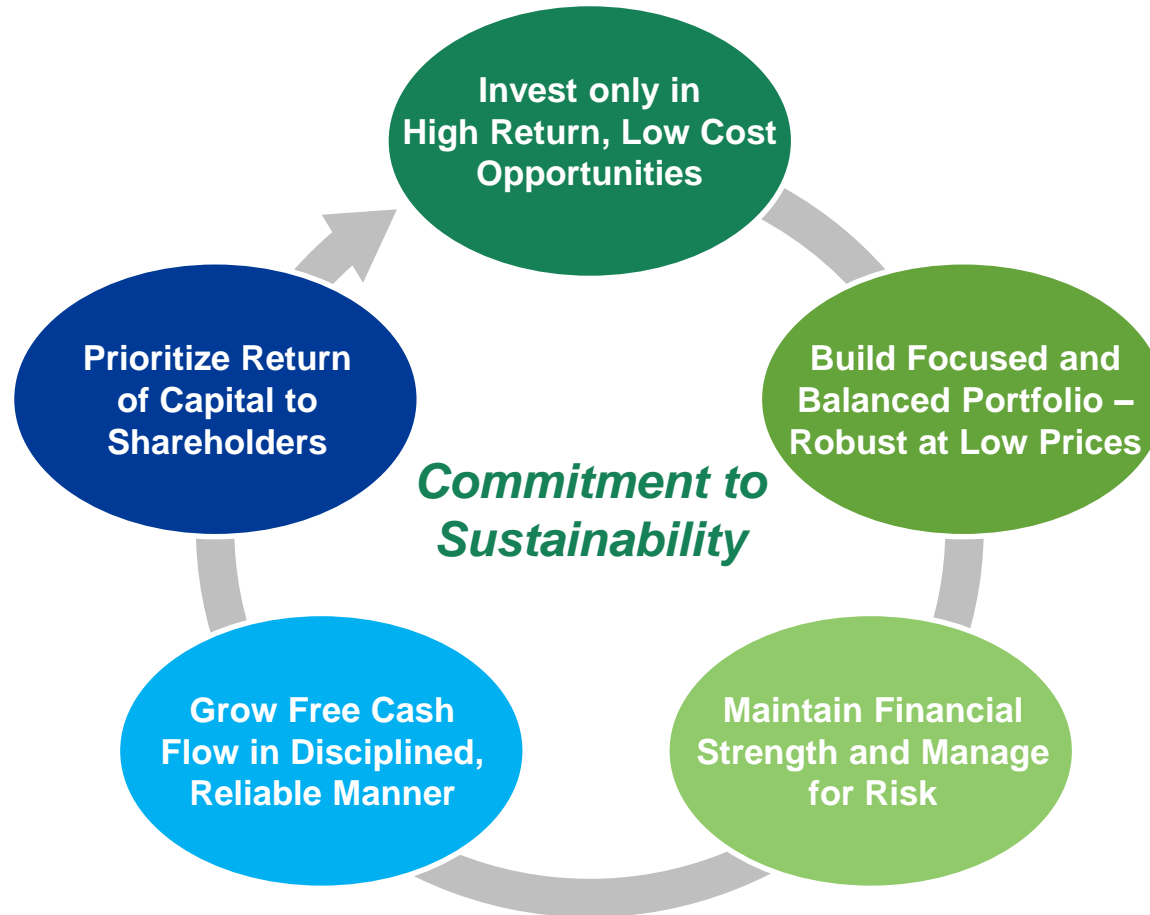 Invest only in
High Return, Low Cost
Opportunities
Build Focused and
Balanced Portfolio –
Robust at Low Prices
Maintain Financial
Strength and Manage
for Risk
Grow Free Cash
Flow in Disciplined,
Reliable Manner
Prioritize Return
of Capital to
Shareholders
Commitment to
Sustainability